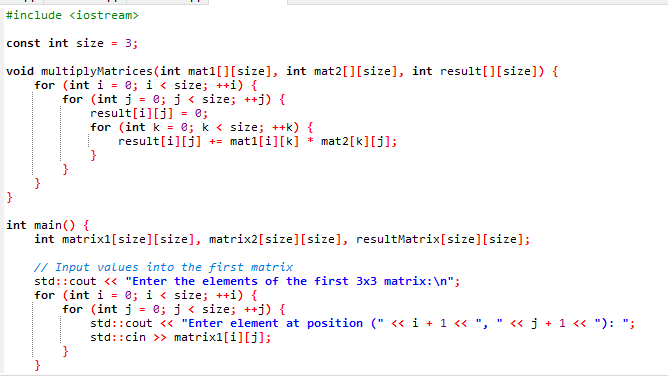 #include <iostream>
const int size = 3;
void multiplyMatrices(int mat1[][size], int mat2[][size], int result[][size]) {
for (int i = 0; i < size; ++i) {
for (int j = 0; j < size; ++j) {
result[i][j] = 0;
for (int k = 0; k < size; ++k) {
result[i][j] += mat1[i][k] * mat2[k][j];
}
}
}
}
int main() {
int matrix1[size][size], matrix2[size][size], resultMatrix[size][size];
// Input values into the first matrix
std::cout << "Enter the elements of the first 3x3 matrix:\n";
for (int i = 0; i < size; ++i) {
for (int j = 0; j < size; ++j) {
std::cout << "Enter element at position (" << i + 1 << ", " << j + 1 << "): ";
std::cin >> matrix1[i][j];
}
}